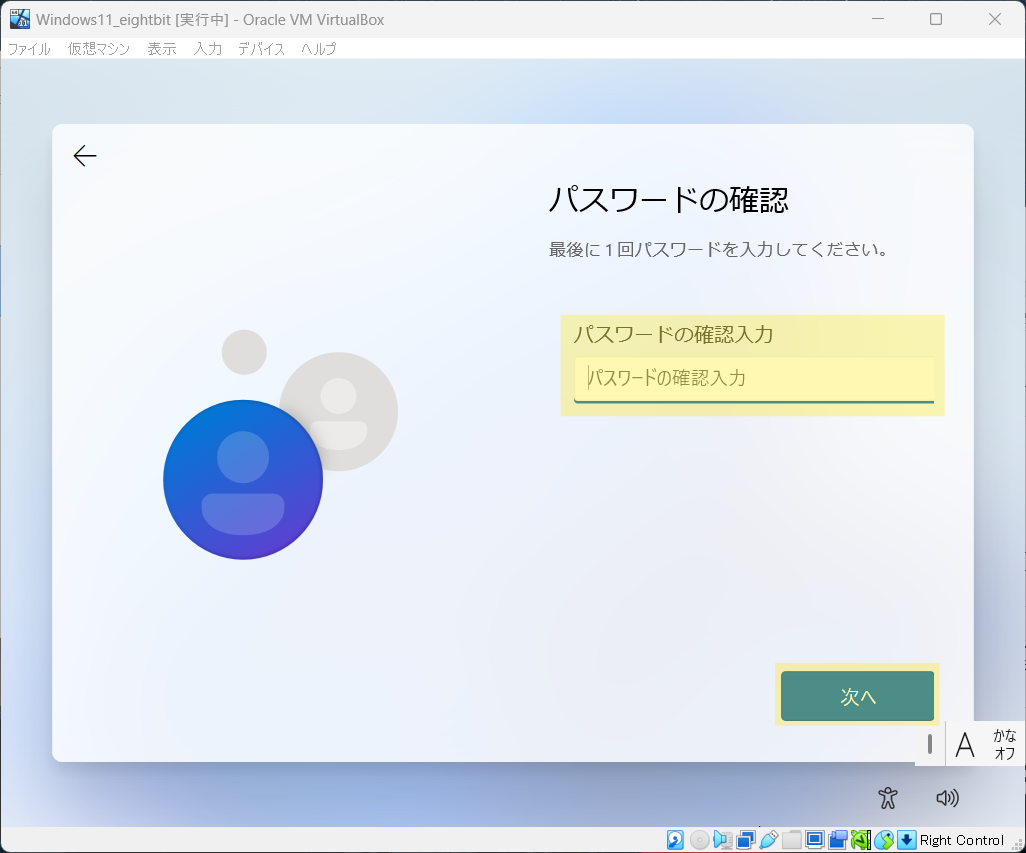 Windows11_eightbit [実行中] - Oracle VM VirtualBox
ファイル 仮想マシン 表示 入力 デバイス ヘルプ
パスワードの確認
最後に 1 回パスワードを入力してください。
パスワードの確認入力
パスワードの確認入力
次へ
A かな
オフ
Right Control